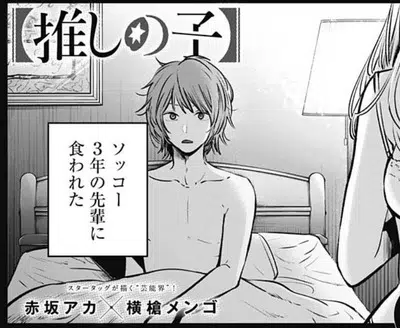 【推しの子】
ソッコー
3年の先輩に
食われた
スタータッグが描く“芸能界”!
赤坂アカ×横槍メンゴ